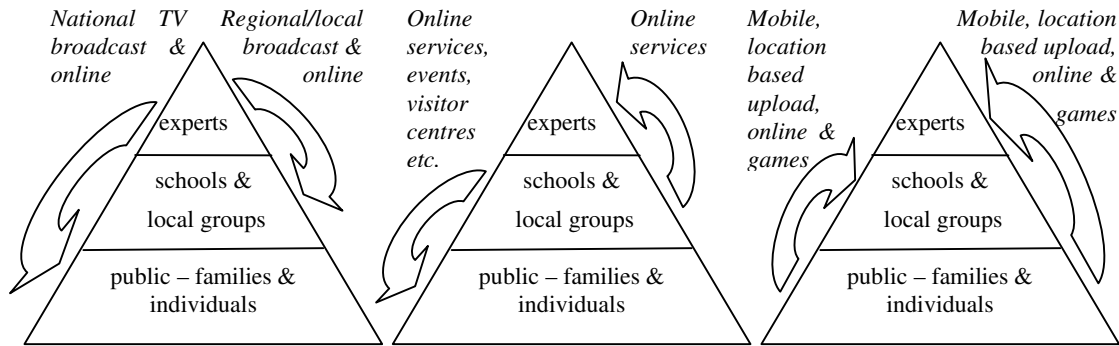 National TV
broadcast &
online
Regional/local
broadcast &
online
experts
schools &
local groups
public – families &
individuals
Online
services,
events,
visitor
centres
etc.
Online
services
experts
schools &
local groups
public – families &
individuals
Mobile,
location
based
upload,
online &
games
Mobile, location
based upload,
online &
games
experts
schools &
local groups
public – families &
individuals